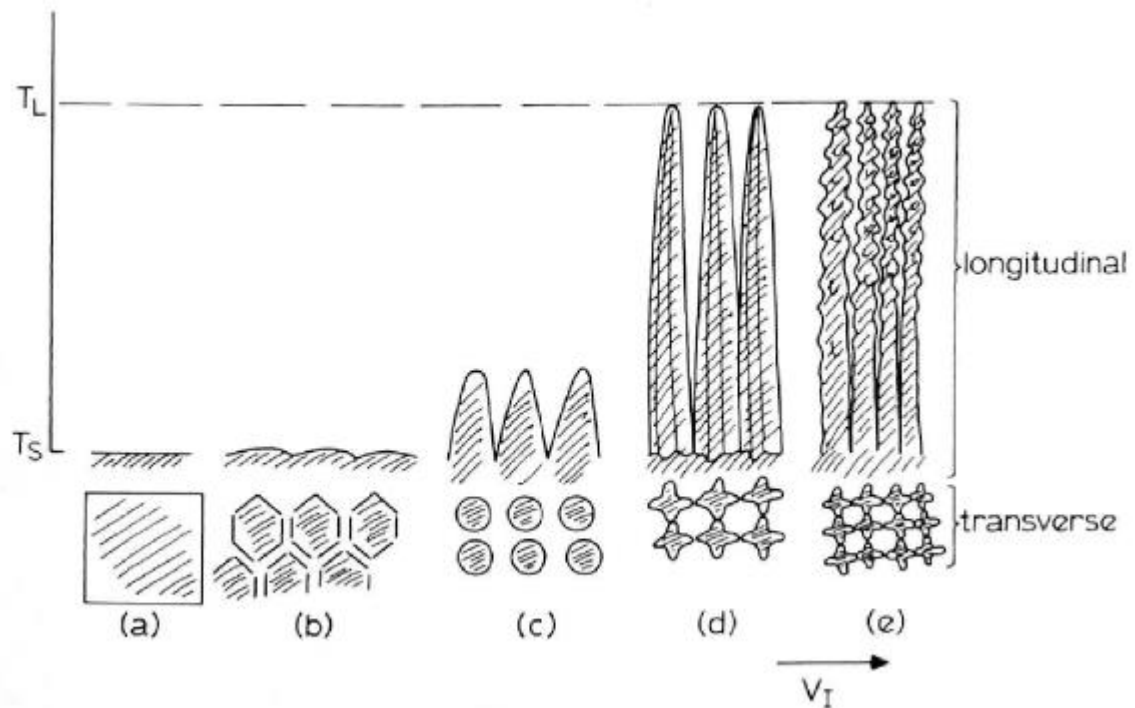 T_L
longitudinal
T_S
transverse
(a) (b) (c) (d) (e)
V_I